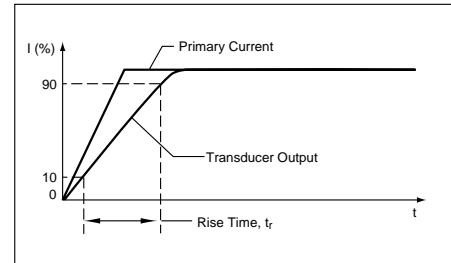 I (%)
Primary Current
90
Transducer Output
10
0
t
Rise Time, tr